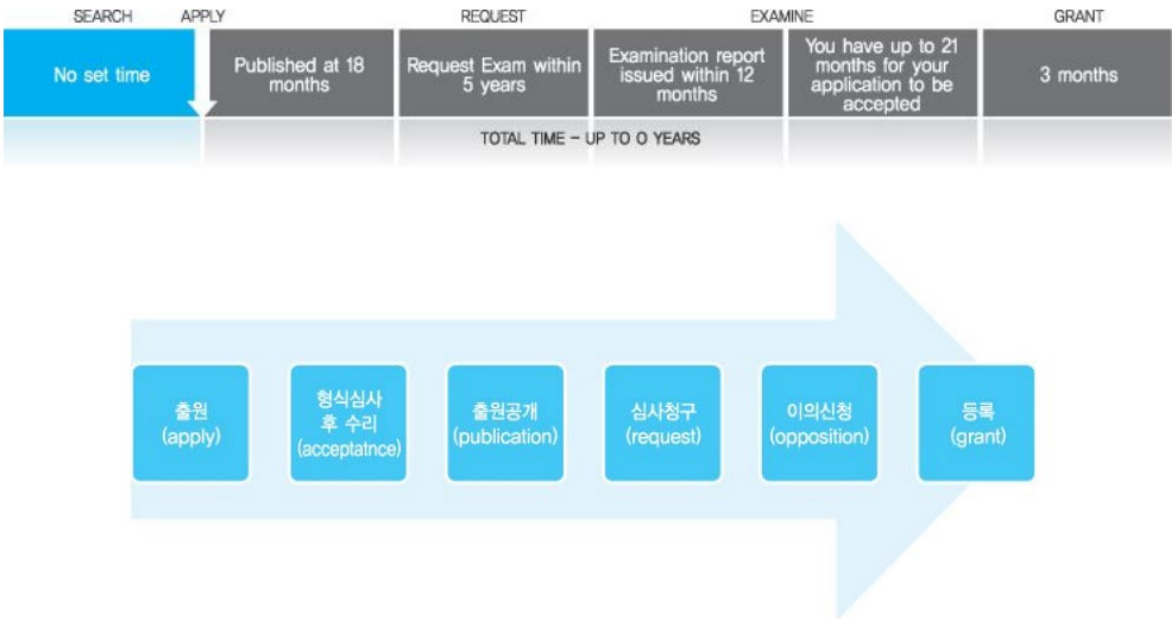 SEARCH APPLY REQUEST EXAMINE GRANT
No set time
Published at 18
months
Request Exam within
5 years
Examination report
issued within 12
months
You have up to 21
months for your
application to be
accepted
3 months
TOTAL TIME - UP TO O YEARS
출원
(apply)
형식심사
후 수리
(acceptatnce)
출원공개
(publication)
심사청구
(request)
이의신청
(opposition)
등록
(grant)